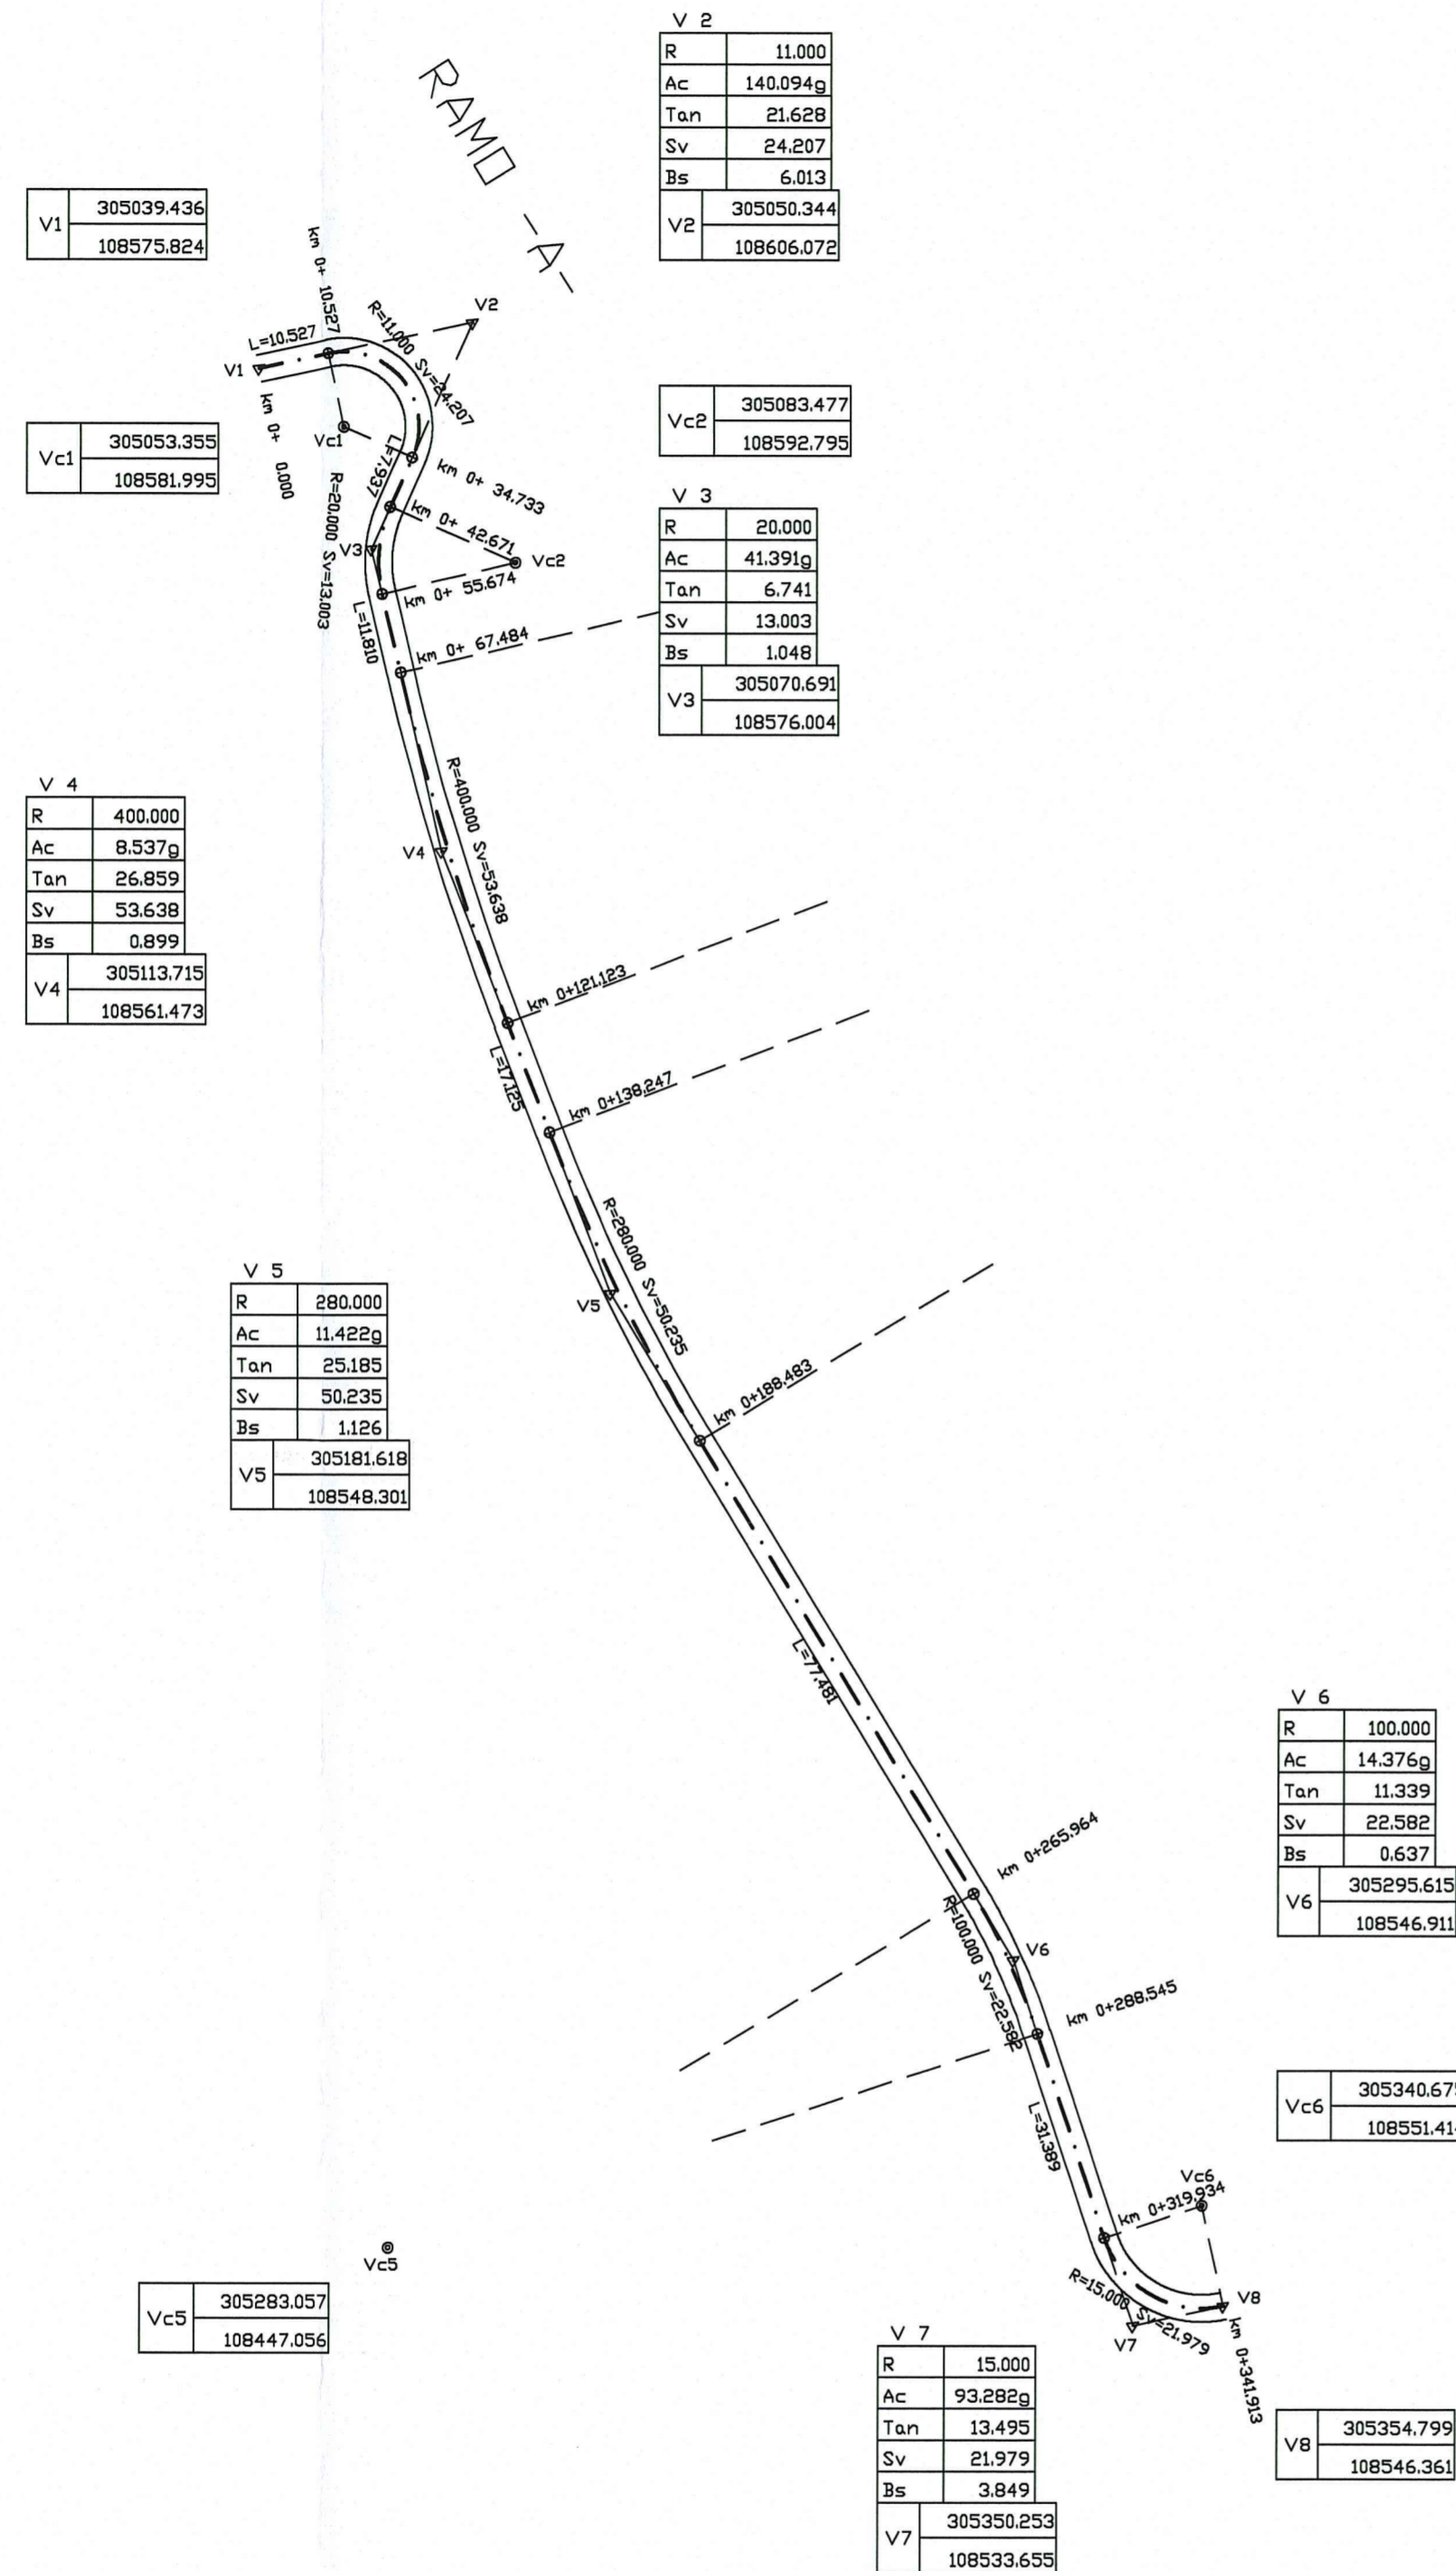 RAMO -A-
V 2
R 11.000
Ac 140.094g
Tan 21.628
Sv 24.207
Bs 6.013
V2 305050.344
108606.072
V1 305039.436
108575.824
km 0+ 10.527
R=11.000 Sv=24.207
V2
L=10.527
V1
km 0+ 0.000
Vc1
L=7.937
km 0+ 34.733
Vc1 305053.355
108581.995
Vc2 305083.477
108592.795
R=20.000 Sv=13.003
km 0+ 42.671
V3
Vc2
km 0+ 55.674
L=11.810
km 0+ 67.484
V 3
R 20.000
Ac 41.391g
Tan 6.741
Sv 13.003
Bs 1.048
V3 305070.691
108576.004
V 4
R 400.000
Ac 8.537g
Tan 26.859
Sv 53.638
Bs 0.899
V4 305113.715
108561.473
R=400.000 Sv=53.638
V4
km 0+121.123
L=17.125
km 0+138.247
V 5
R 280.000
Ac 11.422g
Tan 25.185
Sv 50.235
Bs 1.126
V5 305181.618
108548.301
R=280.000 Sv=50.235
V5
km 0+188.483
L=77.481
V 6
R 100.000
Ac 14.376g
Tan 11.339
Sv 22.582
Bs 0.637
V6 305295.615
108546.911
km 0+265.964
R=100.000 Sv=22.582
V6
km 0+288.545
L=31.389
Vc6
km 0+319.934
Vc6
Vc5
Vc5 305283.057
108447.056
R=15.000 Sv=21.979
V8
V7
km 0+341.913
V 7
R 15.000
Ac 93.282g
Tan 13.495
Sv 21.979
Bs 3.849
V7 305350.253
108533.655
V8 305354.799
108546.361